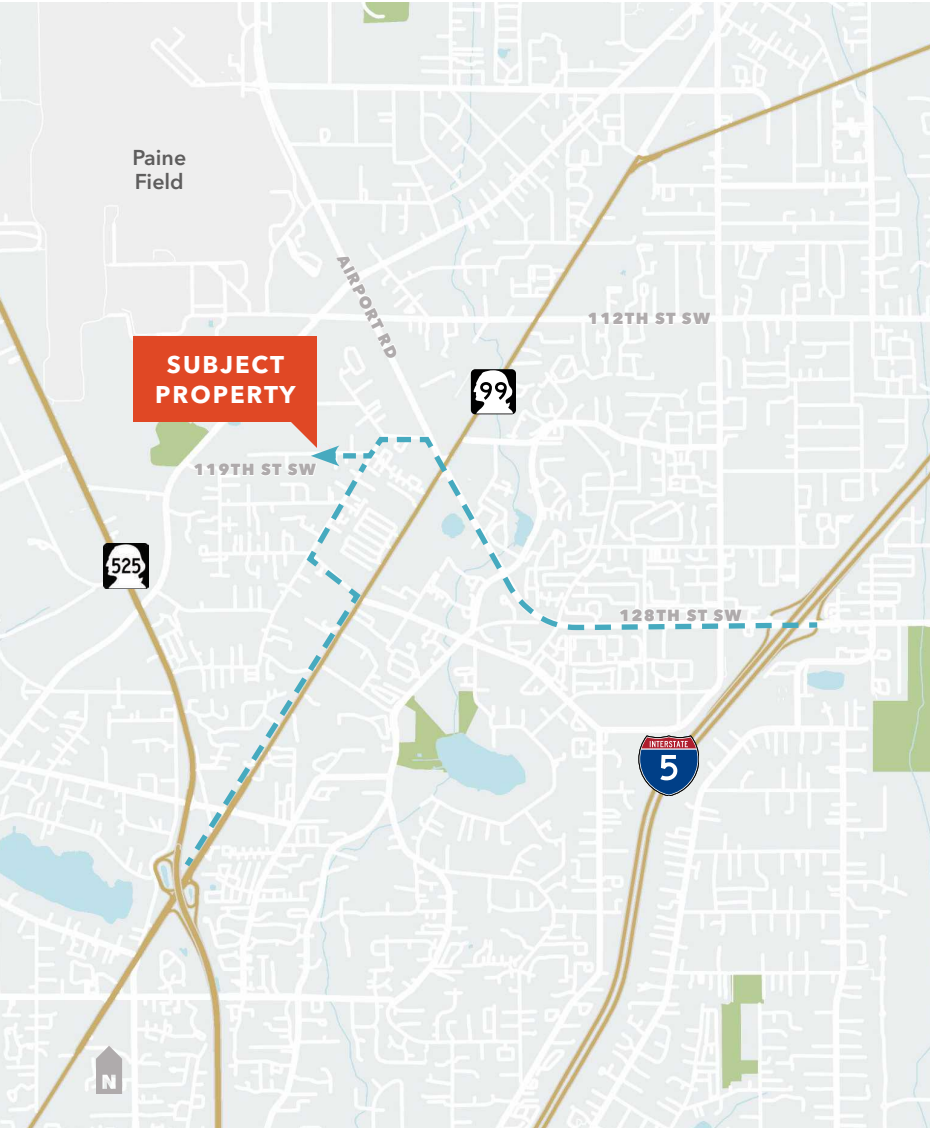 Paine
Field
AIRPORT RD
112TH ST SW
SUBJECT
PROPERTY
99
119TH ST SW
525
128TH ST SW
INTERSTATE
5
N